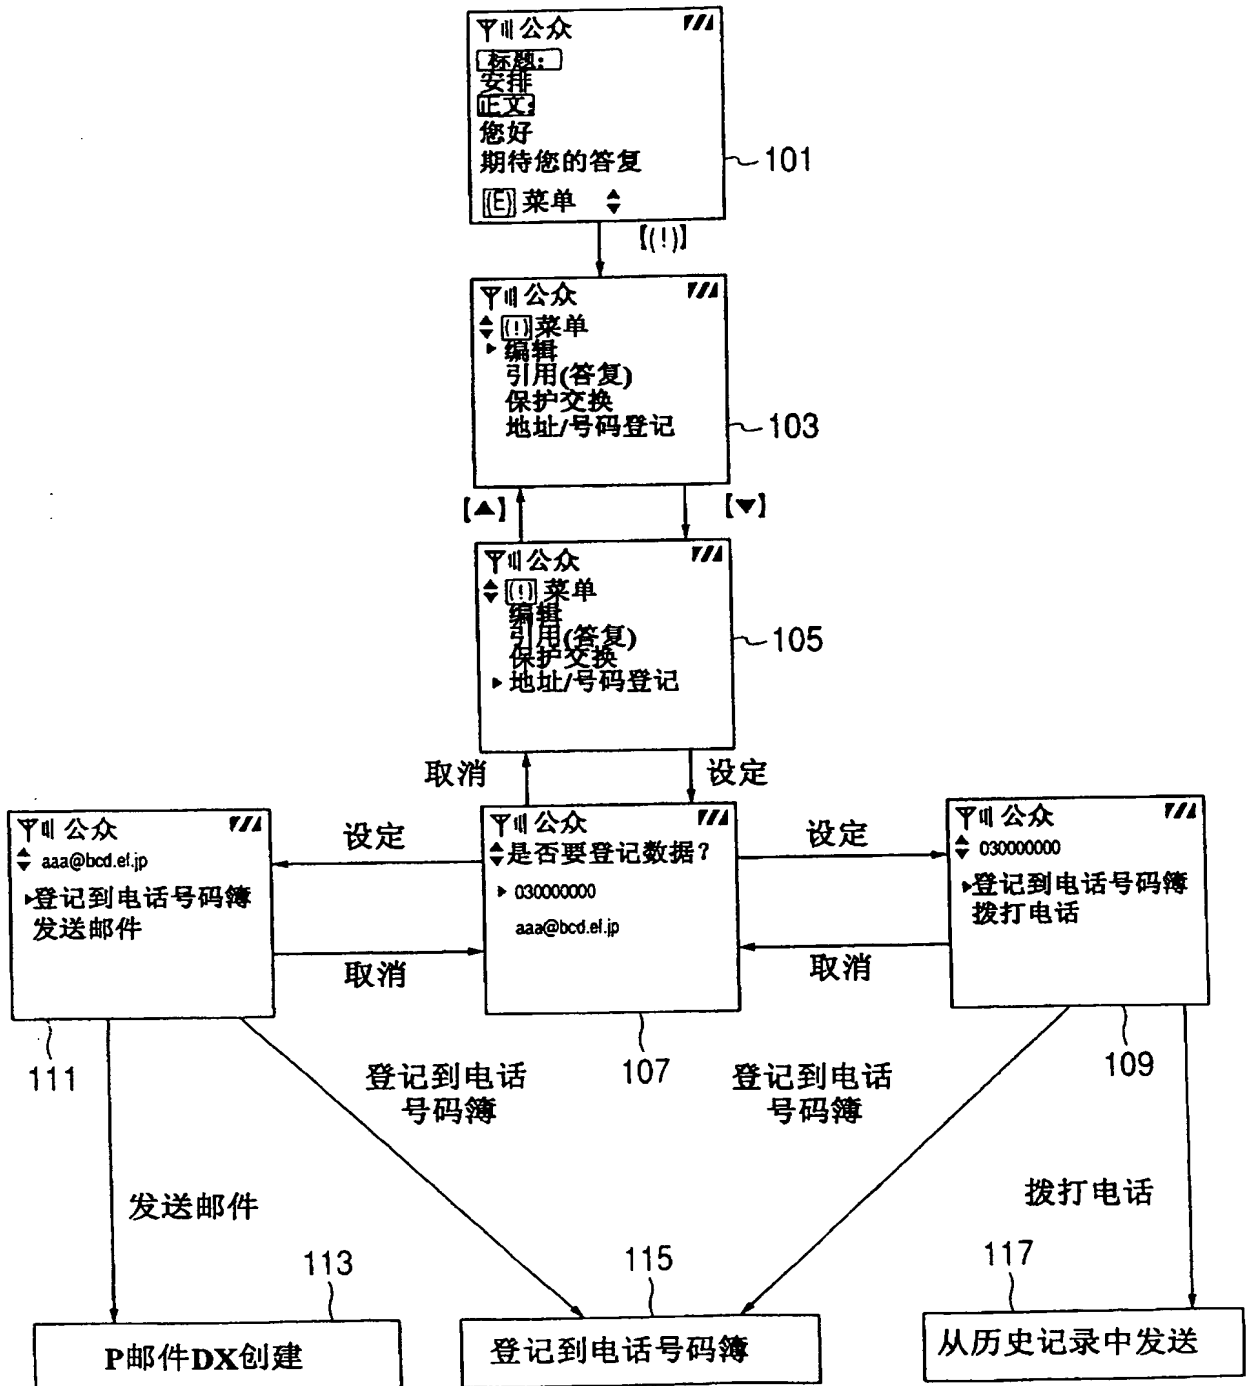 公众
标题:
安排
正文:
您好
期待您的答复
(E) 菜单
101
【(!)】
公众
(!) 菜单
编辑
引用(答复)
保护交换
地址/号码登记
103
【▲】
【▼】
公众
(!) 菜单
编辑
引用(答复)
保护交换
地址/号码登记
105
取消
设定
公众
aaa@bcd.ef.jp
登记到电话号码簿
发送邮件
111
设定
取消
公众
是否要登记数据?
030000000
aaa@bcd.ef.jp
107
设定
取消
公众
030000000
登记到电话号码簿
拨打电话
109
登记到电话
号码簿
登记到电话
号码簿
发送邮件
拨打电话
113
P邮件DX创建
115
登记到电话号码簿
117
从历史记录中发送